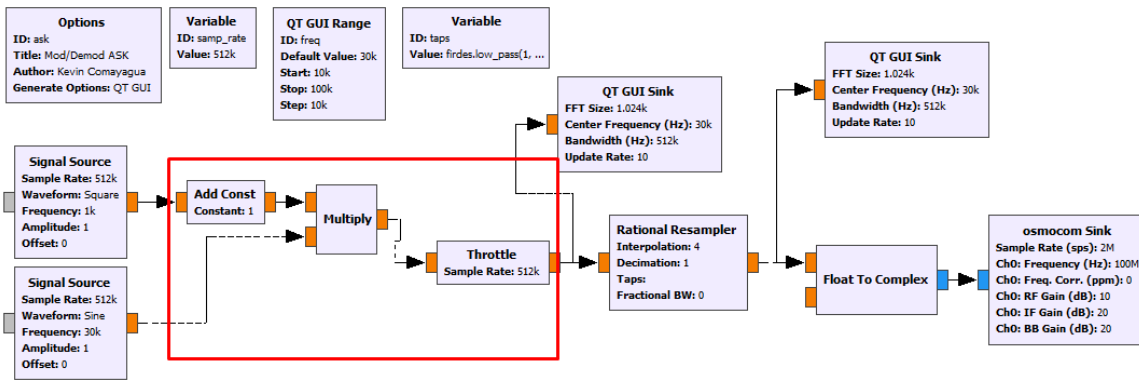 Options
ID: ask
Title: Mod/Demod ASK
Author: Kevin Comayagua
Generate Options: QT GUI
Variable
ID: samp_rate
Value: 512k
QT GUI Range
ID: freq
Default Value: 30k
Start: 10k
Stop: 100k
Step: 10k
Variable
ID: taps
Value: firdes.low_pass(1, ...
QT GUI Sink
FFT Size: 1.024k
Center Frequency (Hz): 30k
Bandwidth (Hz): 512k
Update Rate: 10
QT GUI Sink
FFT Size: 1.024k
Center Frequency (Hz): 30k
Bandwidth (Hz): 512k
Update Rate: 10
Signal Source
Sample Rate: 512k
Waveform: Square
Frequency: 1k
Amplitude: 1
Offset: 0
Add Const
Constant: 1
Multiply
Throttle
Sample Rate: 512k
Rational Resampler
Interpolation: 4
Decimation: 1
Taps:
Fractional BW: 0
Float To Complex
osmocom Sink
Sample Rate (sps): 2M
Ch0: Frequency (Hz): 100M
Ch0: Freq. Corr. (ppm): 0
Ch0: RF Gain (dB): 10
Ch0: IF Gain (dB): 20
Ch0: BB Gain (dB): 20
Signal Source
Sample Rate: 512k
Waveform: Sine
Frequency: 30k
Amplitude: 1
Offset: 0